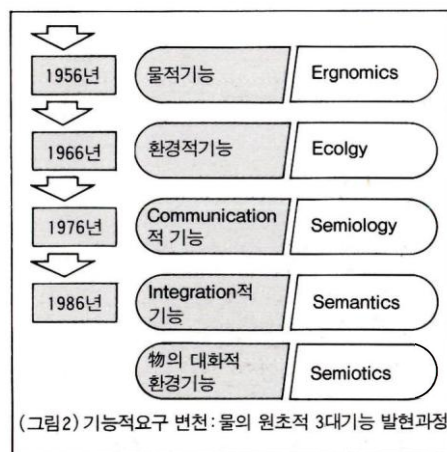 1956년 물적기능 Ergnomics
1966년 환경적기능 Ecolgy
1976년 Communication
적 기능 Semiology
1986년 Integration적
기능 Semantics
物의 대화적
환경기능 Semiotics
(그림2) 기능적요구 변천: 물의 원초적 3대기능 발현과정